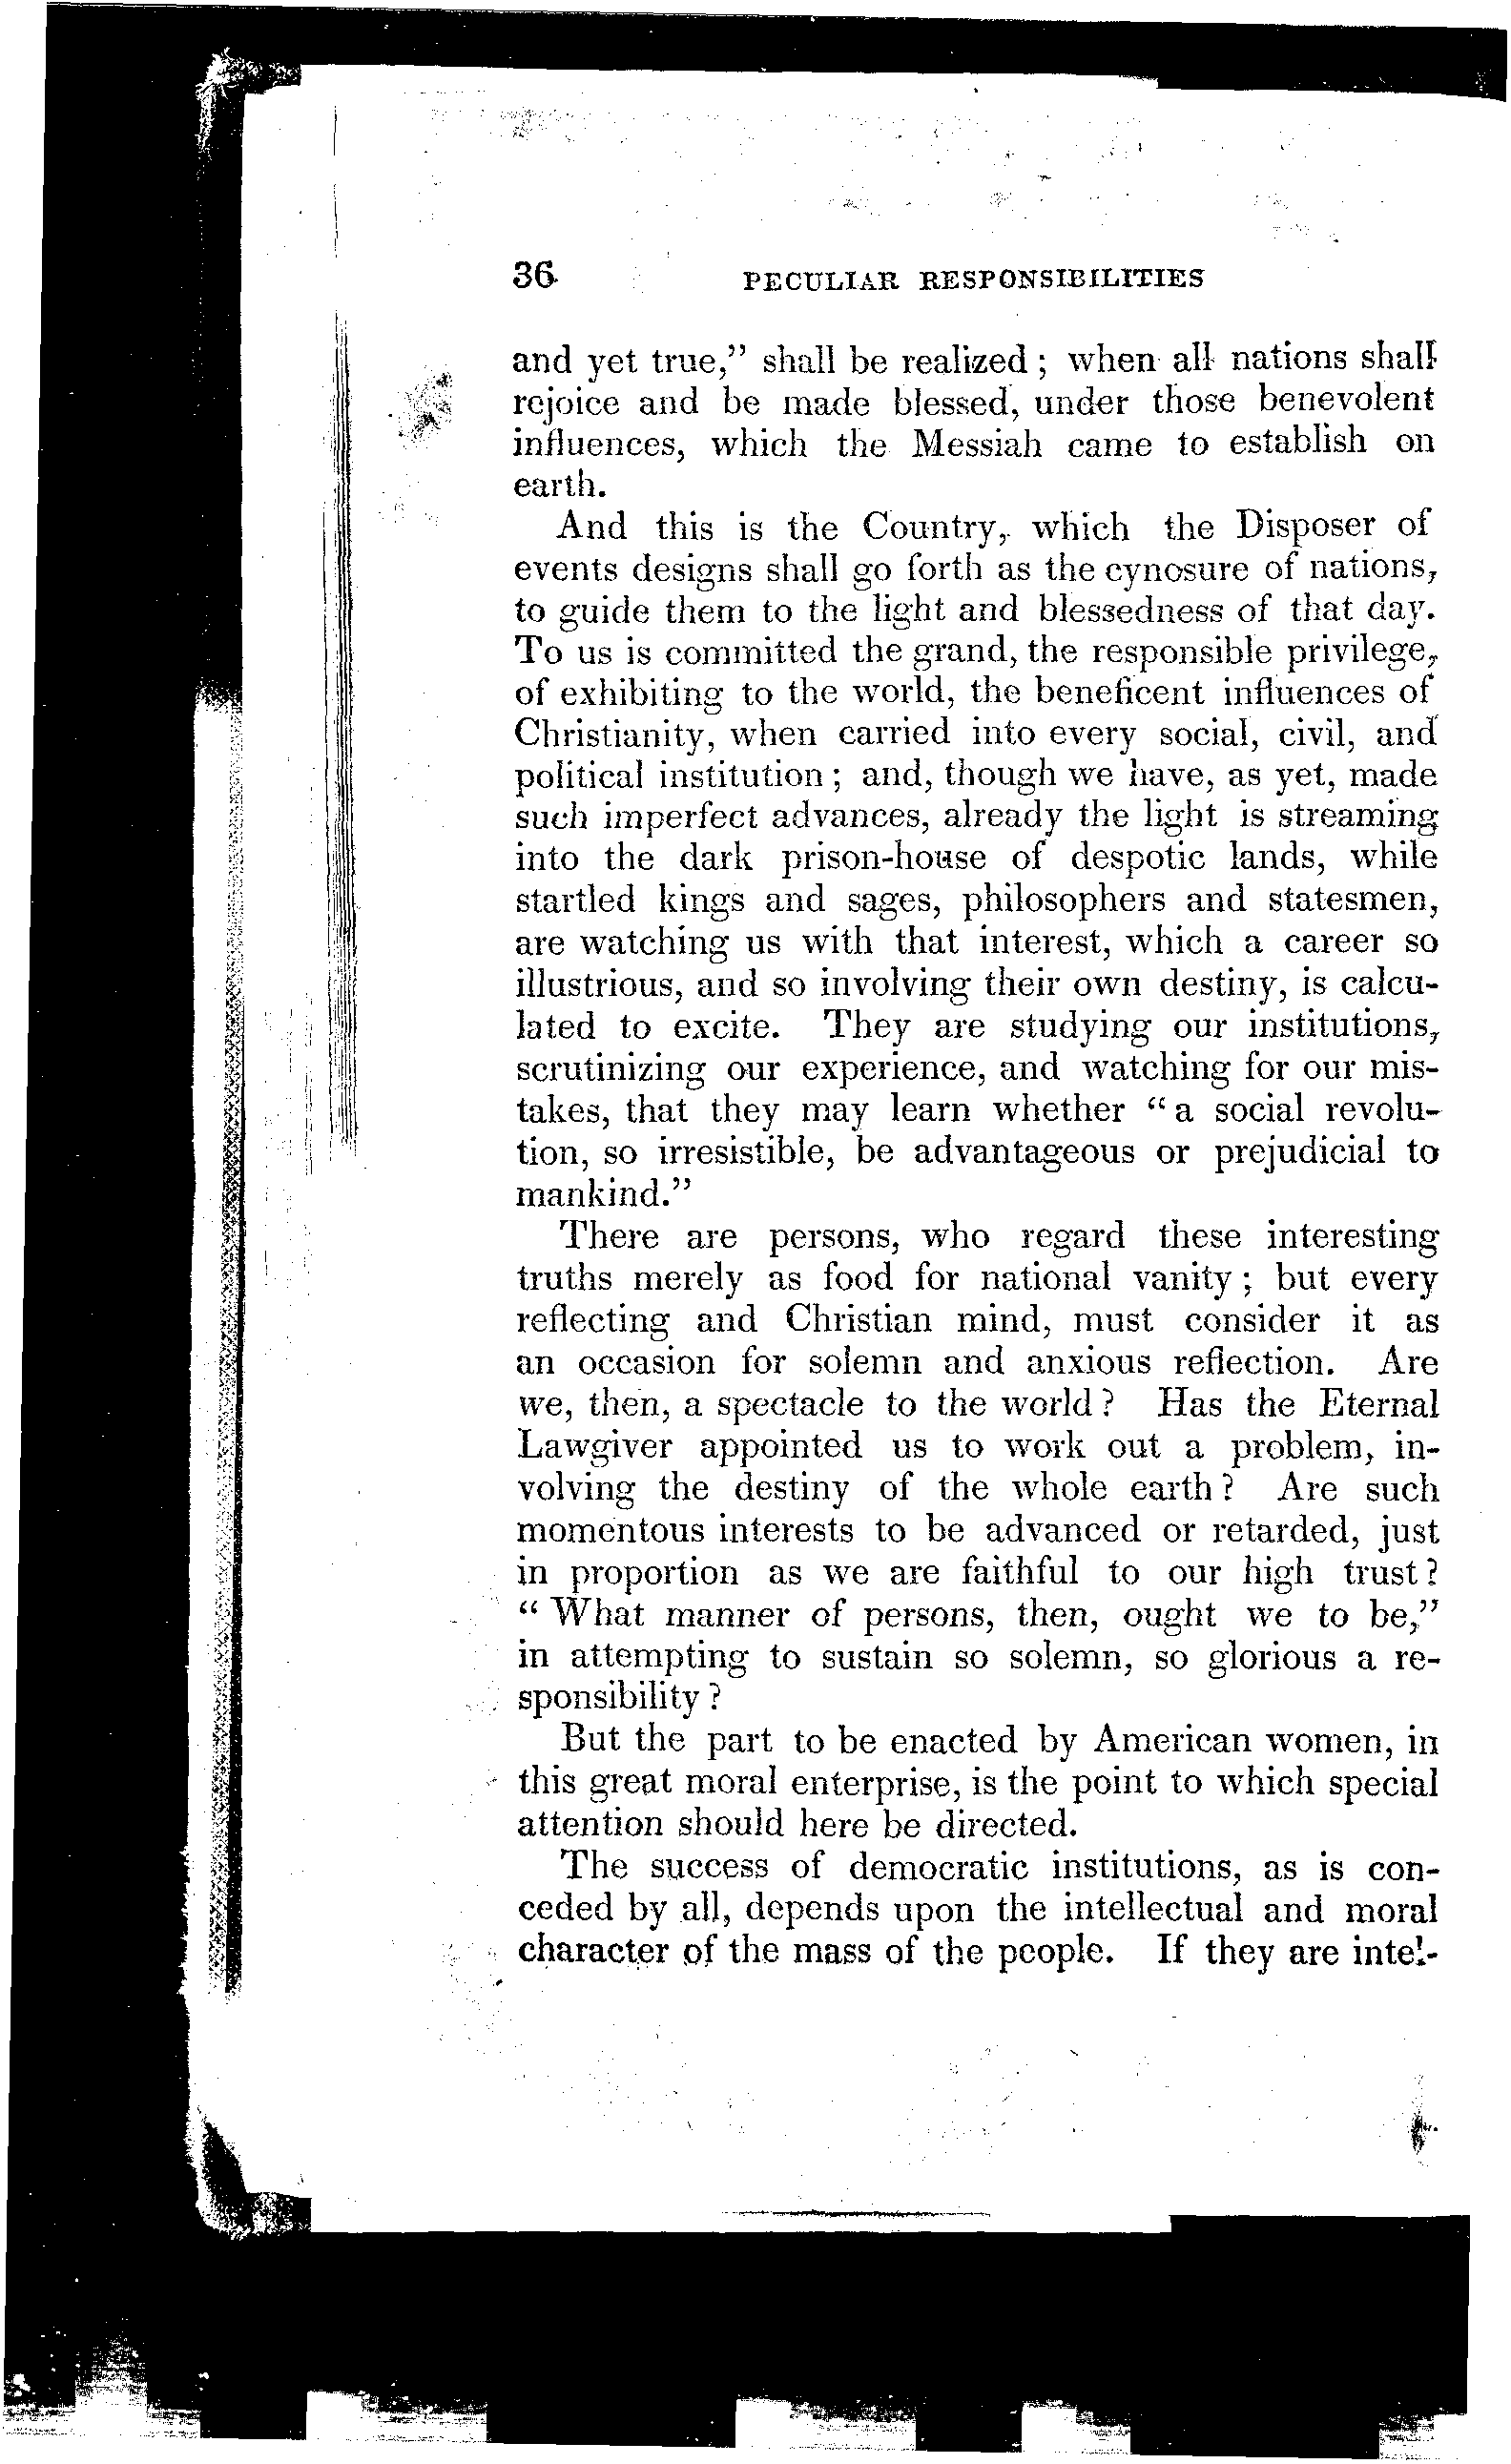 36 PECULIAR RESPONSIBILITIES
and yet true,” shall be realized ; when all nations shall
rejoice and be made blessed, under those benevolent
influences, which the Messiah came to establish on
earth.
And this is the Country, which the Disposer of
events designs shall go forth as the cynosure of nations,
to guide them to the light and blessedness of that day.
To us is committed the grand, the responsible privilege,
of exhibiting to the world, the beneficent influences of
Christianity, when carried into every social, civil, and
political institution ; and, though we have, as yet, made
such imperfect advances, already the light is streaming
into the dark prison-house of despotic lands, while
startled kings and sages, philosophers and statesmen,
are watching us with that interest, which a career so
illustrious, and so involving their own destiny, is calcu-
lated to excite. They are studying our institutions,
scrutinizing our experience, and watching for our mis-
takes, that they may learn whether “ a social revolu-
tion, so irresistible, be advantageous or prejudicial to
mankind.”
There are persons, who regard these interesting
truths merely as food for national vanity ; but every
reflecting and Christian mind, must consider it as
an occasion for solemn and anxious reflection. Are
we, then, a spectacle to the world ? Has the Eternal
Lawgiver appointed us to work out a problem, in-
volving the destiny of the whole earth ? Are such
momentous interests to be advanced or retarded, just
in proportion as we are faithful to our high trust ?
“ What manner of persons, then, ought we to be,”
in attempting to sustain so solemn, so glorious a re-
sponsibility ?
But the part to be enacted by American women, in
this great moral enterprise, is the point to which special
attention should here be directed.
The success of democratic institutions, as is con-
ceded by all, depends upon the intellectual and moral
character of the mass of the people. If they are intel-